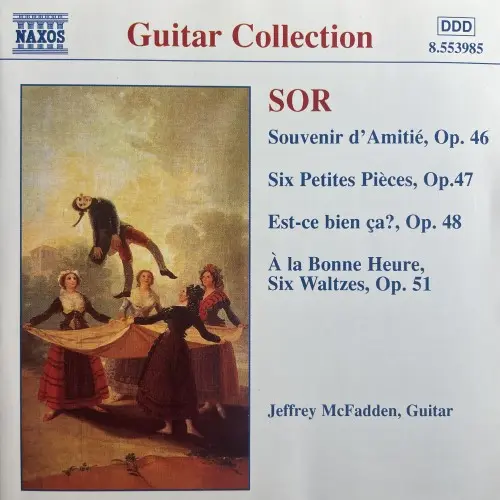 NAXOS
Guitar Collection
DDD
8.553985
SOR
Souvenir d'Amitié, Op. 46
Six Petites Pièces, Op.47
Est-ce bien ça?, Op. 48
À la Bonne Heure,
Six Waltzes, Op. 51
Jeffrey McFadden, Guitar